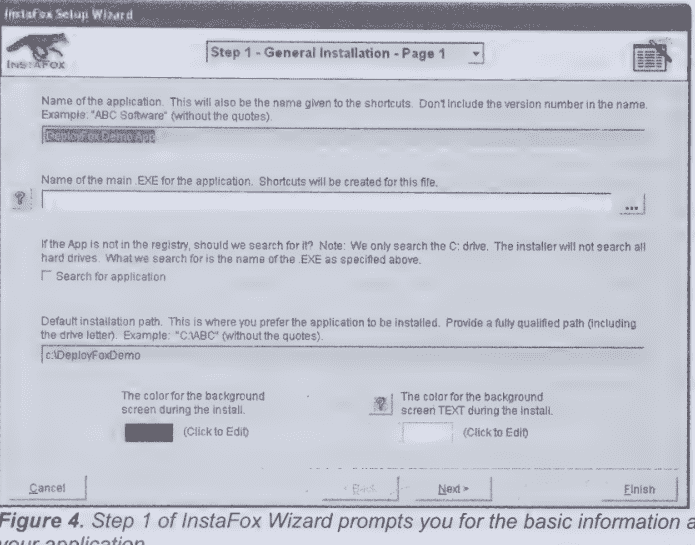 InstaFox Setup Wizard
INSTAFOX
Step 1 - General Installation - Page 1
Name of the application. This will also be the name given to the shortcuts. Don't include the version number in the name.
Example: "ABC Software" (without the quotes).
DeployFox Demo App
Name of the main .EXE for the application. Shortcuts will be created for this file.
?
...
If the App is not in the registry, should we search for it? Note: We only search the C: drive. The installer will not search all
hard drives. What we search for is the name of the .EXE as specified above.
Search for application
Default installation path. This is where you prefer the application to be installed. Provide a fully qualified path (including
the drive letter). Example: "C:\ABC" (without the quotes).
c:\DeployFoxDemo
The color for the background
screen during the install.
(Click to Edit)
?
The color for the background
screen TEXT during the install.
(Click to Edit)
Cancel
< Back
Next >
Finish
Figure 4. Step 1 of InstaFox Wizard prompts you for the basic information a
your application